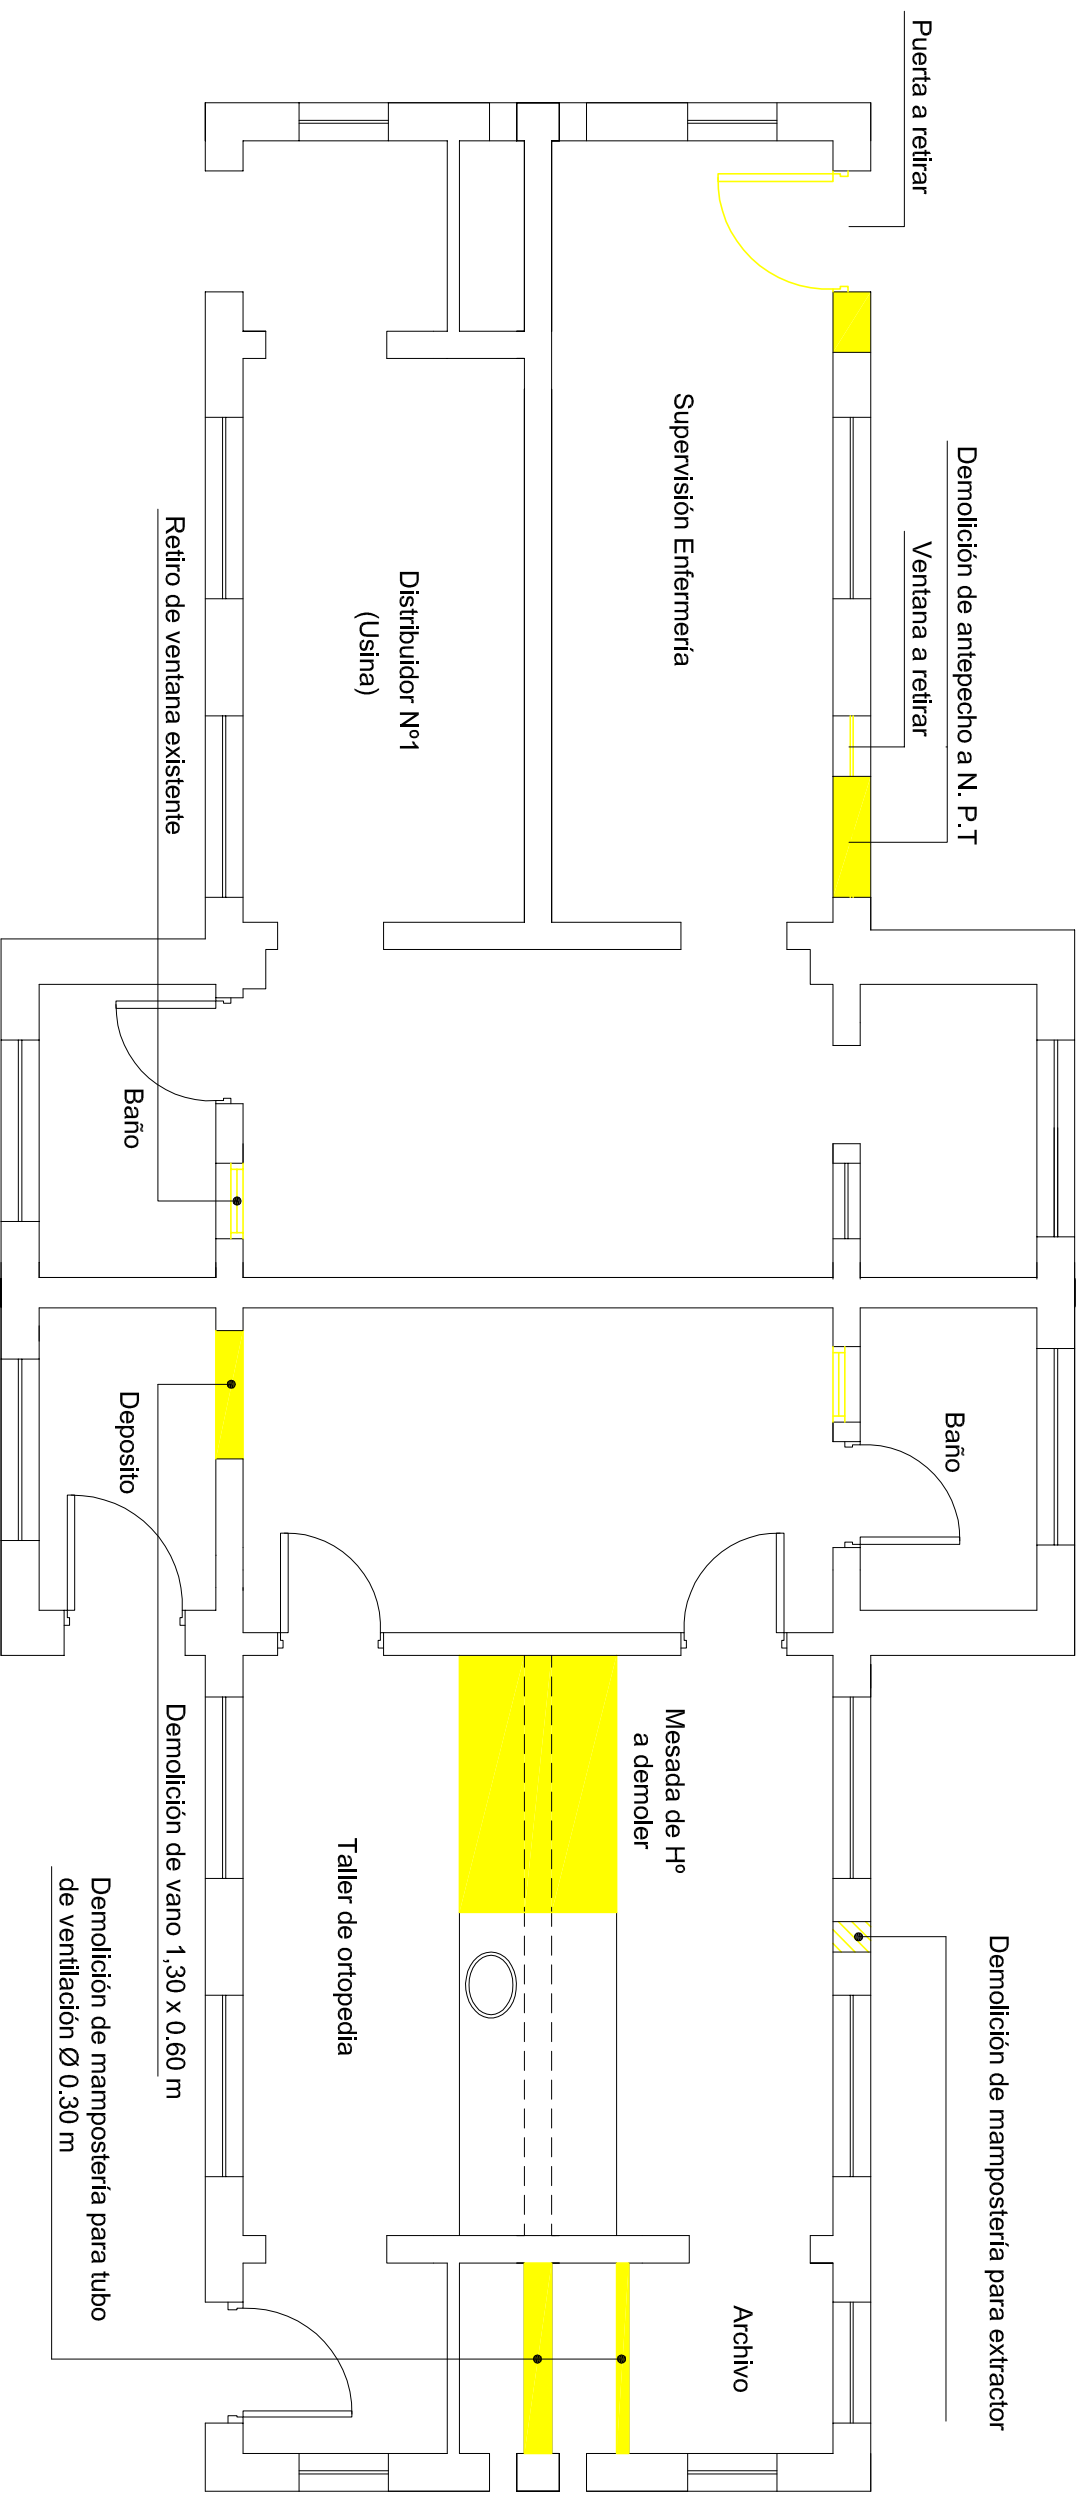 Puerta a retirar
Demolición de antepecho a N. P.T
Ventana a retirar
Supervisión Enfermería
Distribuidor Nº1
(Usina)
Retiro de ventana existente
Baño
Baño
Deposito
Demolición de vano 1,30 x 0.60 m
Mesada de Hº
a demoler
Taller de ortopedia
Demolición de mampostería para tubo
de ventilación Ø 0.30 m
Demolición de mampostería para extractor
Archivo